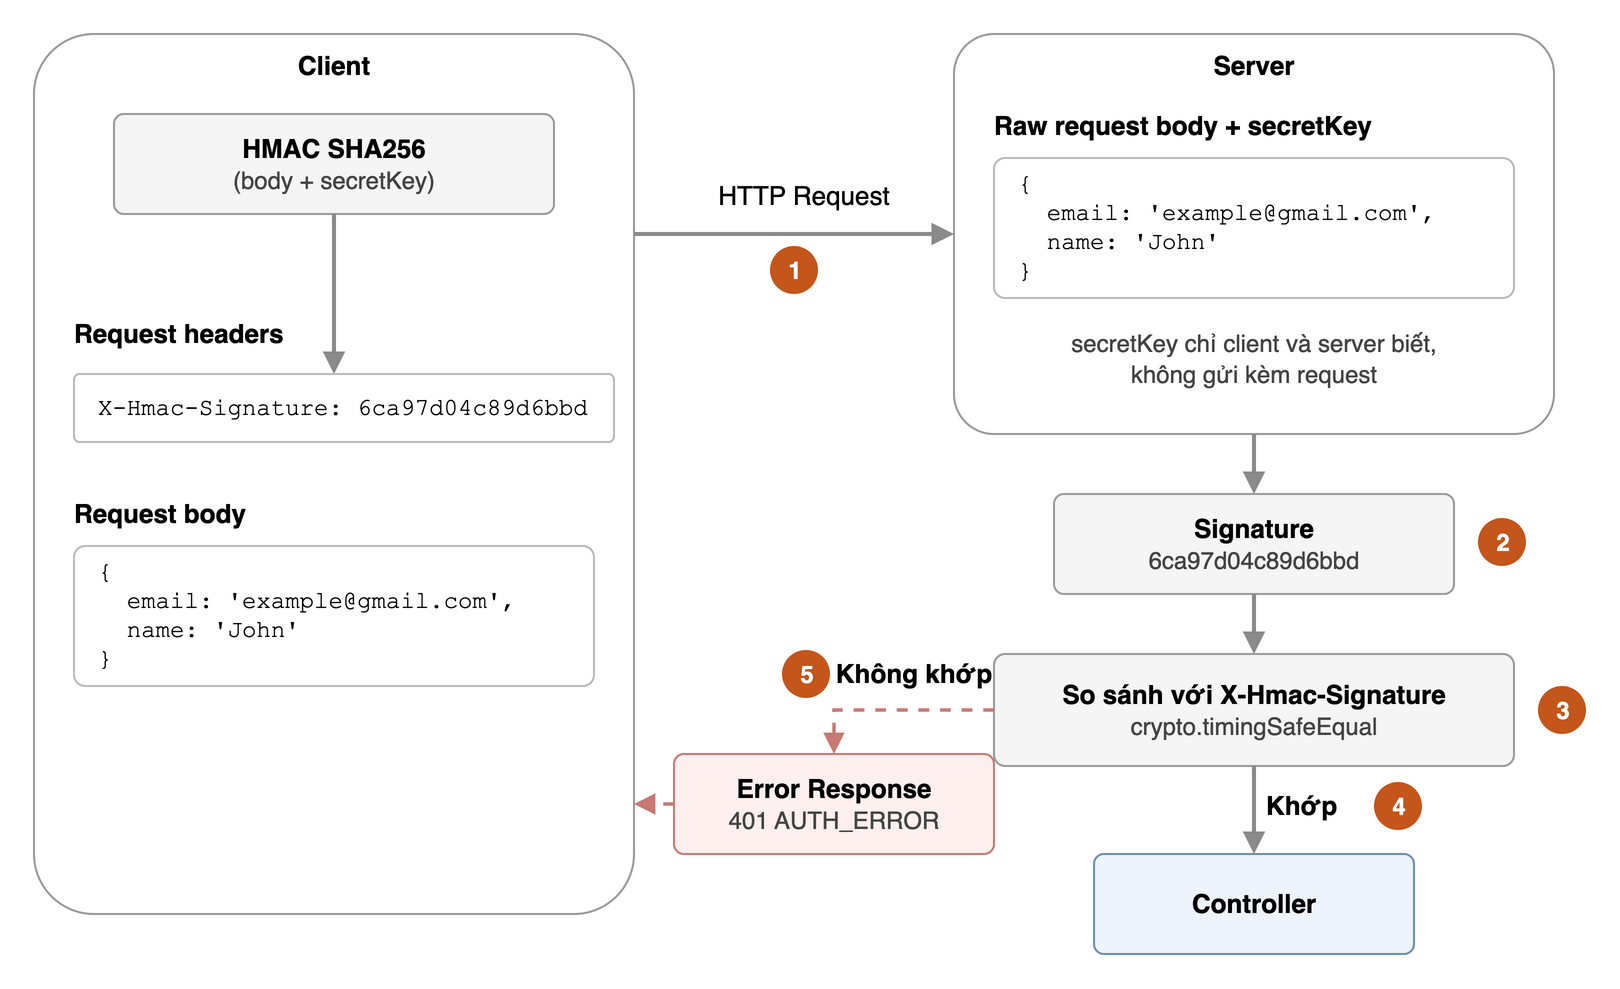 Client
HMAC SHA256
(body + secretKey)
Request headers
X-Hmac-Signature: 6ca97d04c89d6bbd
Request body
{
email: 'example@gmail.com',
name: 'John'
}
HTTP Request
1
Server
Raw request body + secretKey
{
email: 'example@gmail.com',
name: 'John'
}
secretKey chỉ client và server biết,
không gửi kèm request
Signature
6ca97d04c89d6bbd
2
So sánh với X-Hmac-Signature
crypto.timingSafeEqual
3
5 Không khớp
Error Response
401 AUTH_ERROR
Khớp 4
Controller